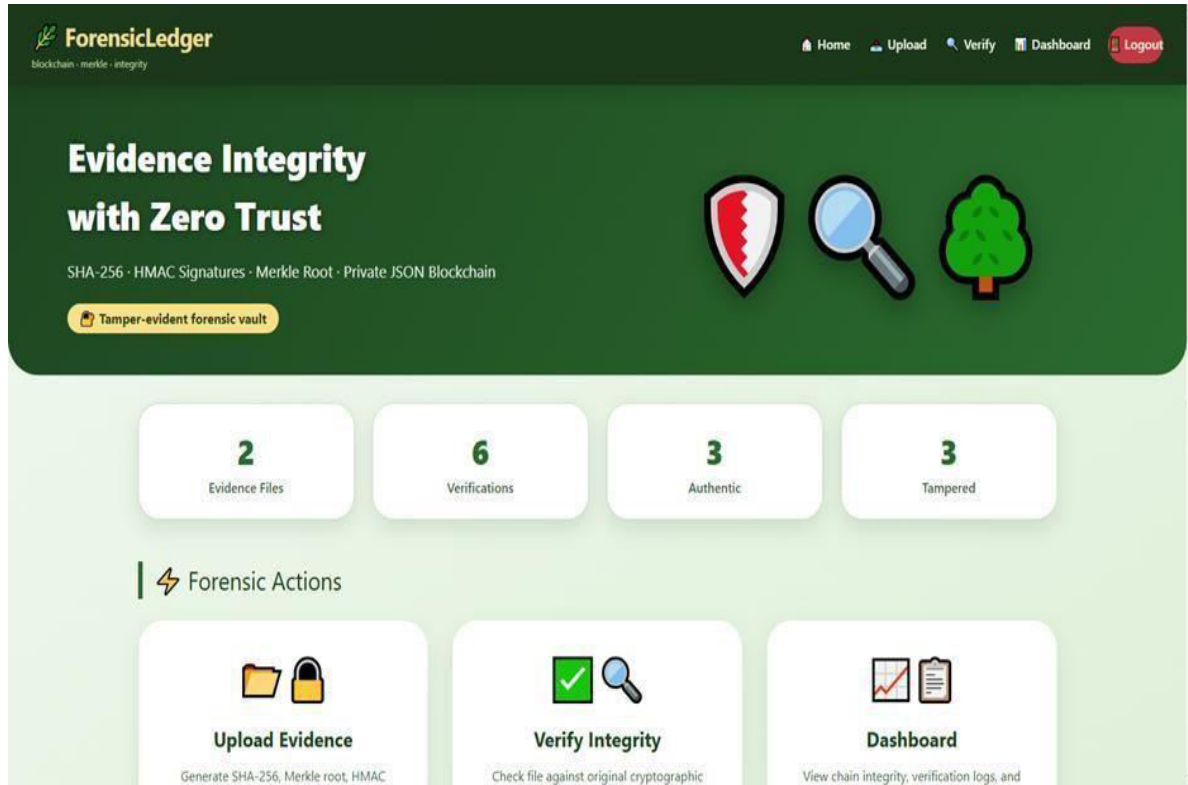 ForensicLedger
blockchain · merkle · integrity
Home Upload Verify Dashboard Logout
Evidence Integrity
with Zero Trust
SHA-256 · HMAC Signatures · Merkle Root · Private JSON Blockchain
Tamper-evident forensic vault
2 6 3 3
Evidence Files Verifications Authentic Tampered
Forensic Actions
Upload Evidence Verify Integrity Dashboard
Generate SHA-256, Merkle root, HMAC Check file against original cryptographic View chain integrity, verification logs, and